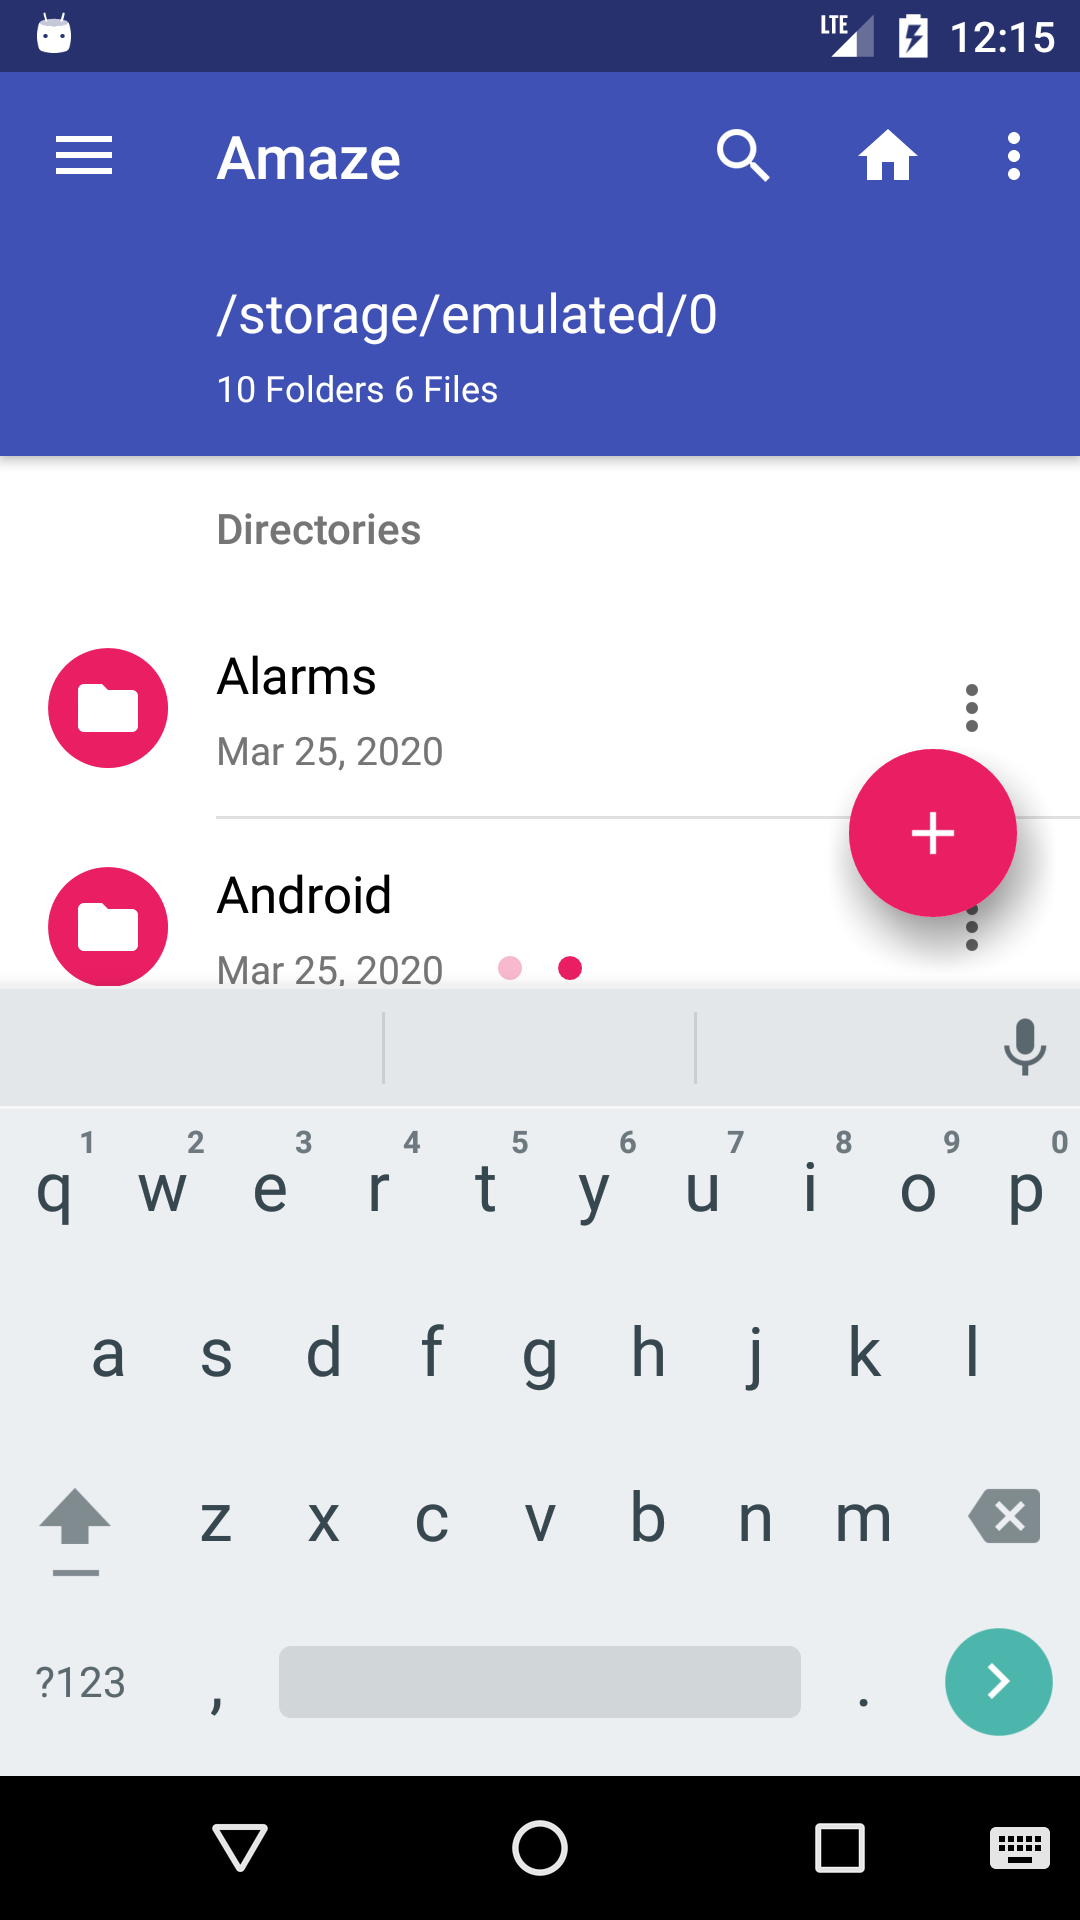 LTE 12:15
Amaze
/storage/emulated/0
10 Folders 6 Files
Directories
Alarms
Mar 25, 2020
Android
Mar 25, 2020
1 2 3 4 5 6 7 8 9 0
q w e r t y u i o p
a s d f g h j k l
z x c v b n m
?123 , .